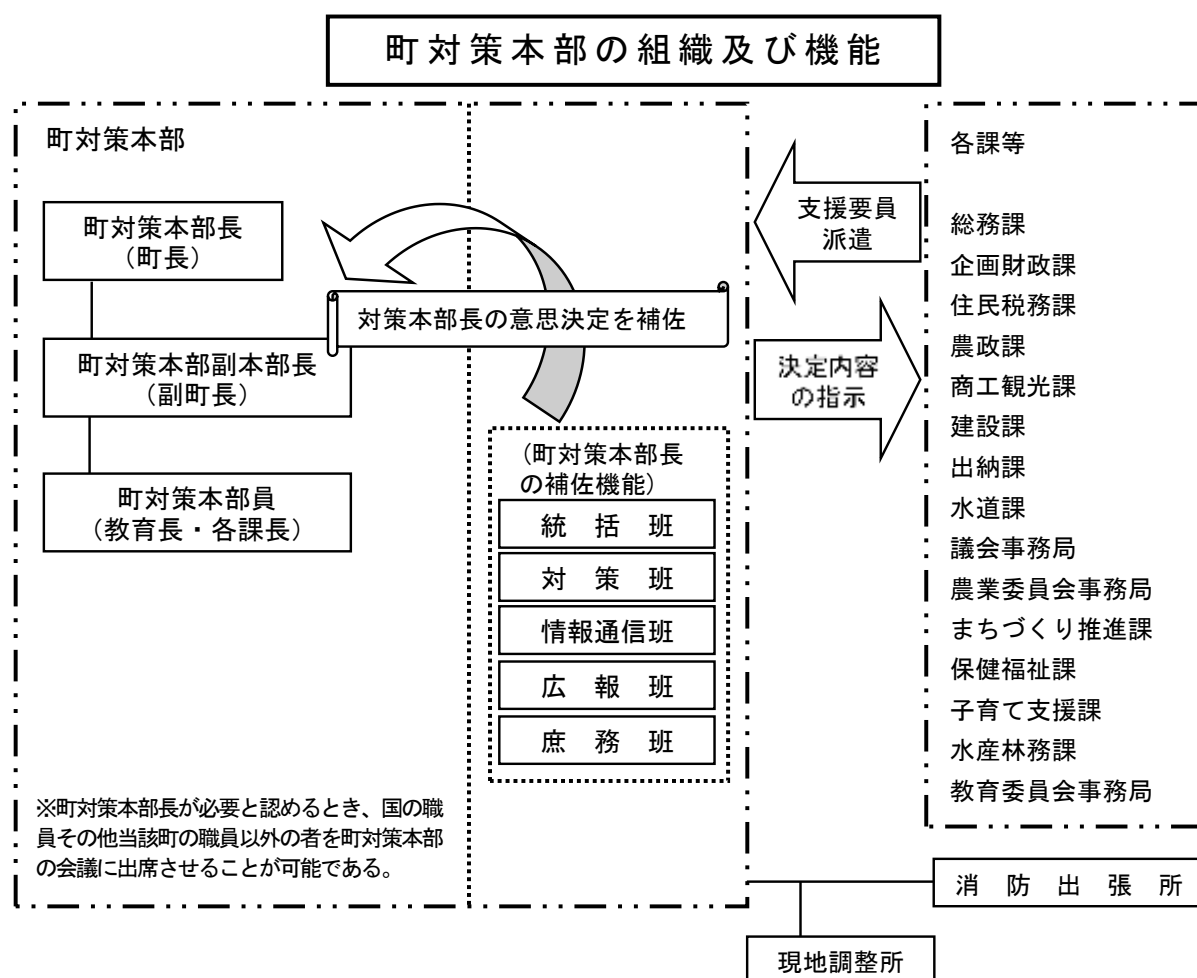 町対策本部の組織及び機能
町対策本部
町対策本部長
(町長)
町対策本部副本部長
(副町長)
町対策本部員
(教育長・各課長)
※町対策本部長が必要と認めるとき、国の職
員その他当該町の職員以外の者を町対策本部
の会議に出席させることが可能である。
対策本部長の意思決定を補佐
(町対策本部長
の補佐機能)
統括班
対策班
情報通信班
広報班
庶務班
支援要員
派遣
決定内容
の指示
各課等
総務課
企画財政課
住民税務課
農政課
商工観光課
建設課
出納課
水道課
議会事務局
農業委員会事務局
まちづくり推進課
保健福祉課
子育て支援課
水産林務課
教育委員会事務局
消防出張所
現地調整所